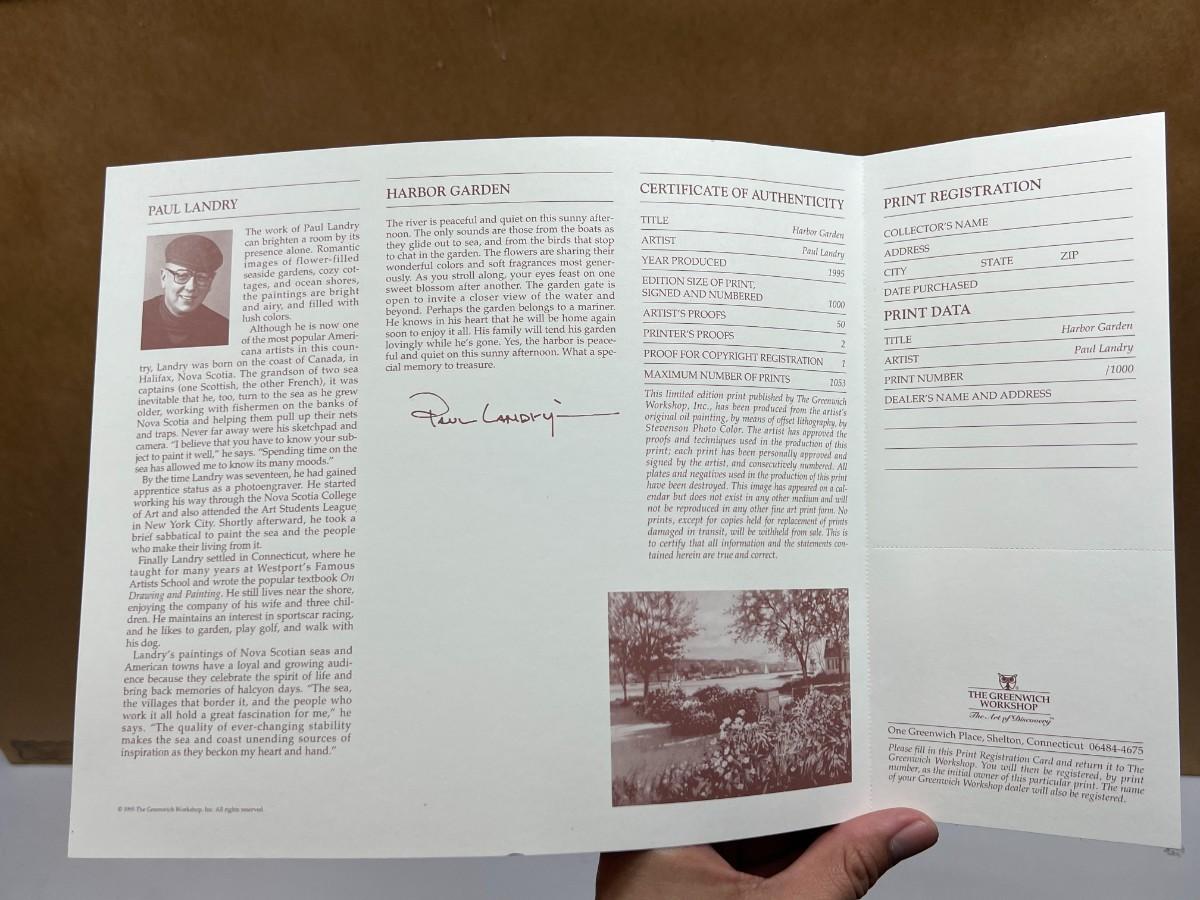 PAUL LANDRY
The work of Paul Landry
can brighten a room by its
presence alone. Romantic
images of flower-filled
seaside gardens, cozy cot-
tages, and ocean shores,
the paintings are bright
and airy, and filled with
lush colors.
Although he is now one
of the most popular Ameri-
cana artists in this coun-
try, Landry was born on the coast of Canada, in
Halifax, Nova Scotia. The grandson of two sea
captains (one Scottish, the other French), it was
inevitable that he, too, turn to the sea as he grew
older, working with fishermen on the banks of
Nova Scotia and helping them pull up their nets
and traps. Never far away were his sketchpad and
camera. “I believe that you have to know your sub-
ject to paint it well,” he says. “Spending time on the
sea has allowed me to know its many moods.”
By the time Landry was seventeen, he had gained
apprentice status as a photoengraver. He started
working his way through the Nova Scotia College
of Art and also attended the Art Students League
in New York City. Shortly afterward, he took a
brief sabbatical to paint the sea and the people
who make their living from it.
Finally Landry settled in Connecticut, where he
taught for many years at Westport’s Famous
Artists School and wrote the popular textbook On
Drawing and Painting. He still lives near the shore,
enjoying the company of his wife and three chil-
dren. He maintains an interest in sportscar racing,
and he likes to garden, play golf, and walk with
his dog.
Landry’s paintings of Nova Scotian seas and
American towns have a loyal and growing audi-
ence because they celebrate the spirit of life and
bring back memories of halcyon days. “The sea,
the villages that border it, and the people who
work it all hold a great fascination for me,” he
says. “The quality of ever-changing stability
makes the sea and coast unending sources of
inspiration as they beckon my heart and hand.”
© 1995 The Greenwich Workshop, Inc. All rights reserved.
HARBOR GARDEN
The river is peaceful and quiet on this sunny after-
noon. The only sounds are those from the boats as
they glide out to sea, and from the birds that stop
to chat in the garden. The flowers are sharing their
wonderful colors and soft fragrances most gener-
ously. As you stroll along, your eyes feast on one
sweet blossom after another. The garden gate is
open to invite a closer view of the water and
beyond. Perhaps the garden belongs to a mariner.
He knows in his heart that he will be home again
soon to enjoy it all. His family will tend his garden
lovingly while he’s gone. Yes, the harbor is peace-
ful and quiet on this sunny afternoon. What a spe-
cial memory to treasure.
Paul Landry
CERTIFICATE OF AUTHENTICITY
TITLE Harbor Garden
ARTIST Paul Landry
YEAR PRODUCED 1995
EDITION SIZE OF PRINT,
SIGNED AND NUMBERED 1000
ARTIST’S PROOFS 50
PRINTER’S PROOFS 2
PROOF FOR COPYRIGHT REGISTRATION 1
MAXIMUM NUMBER OF PRINTS 1053
This limited edition print published by The Greenwich
Workshop, Inc., has been produced from the artist’s
original oil painting, by means of offset lithography, by
Stevenson Photo Color. The artist has approved the
proofs and techniques used in the production of this
print; each print has been personally approved and
signed by the artist, and consecutively numbered. All
plates and negatives used in the production of this print
have been destroyed. This image has appeared on a cal-
endar but does not exist in any other medium and will
not be reproduced in any other fine art print form. No
prints, except for copies held for replacement of prints
damaged in transit, will be withheld from sale. This is
to certify that all information and the statements con-
tained herein are true and correct.
PRINT REGISTRATION
COLLECTOR’S NAME
ADDRESS
CITY STATE ZIP
DATE PURCHASED
PRINT DATA
TITLE Harbor Garden
ARTIST Paul Landry
PRINT NUMBER /1000
DEALER’S NAME AND ADDRESS
THE GREENWICH
WORKSHOP
The Art of Discovery™
One Greenwich Place, Shelton, Connecticut 06484-4675
Please fill in this Print Registration Card and return it to The
Greenwich Workshop. You will then be registered, by print
number, as the initial owner of this particular print. The name
of your Greenwich Workshop dealer will also be registered.